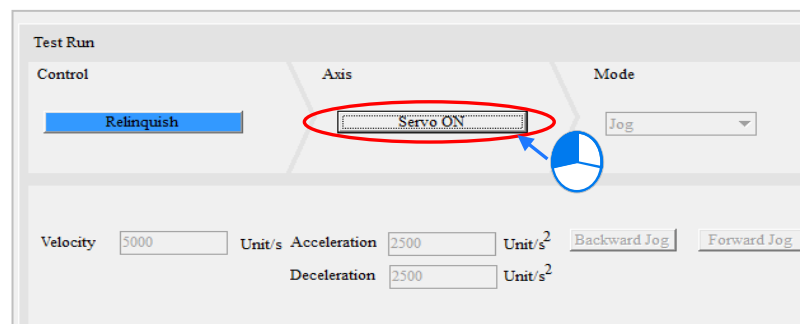 Test Run
Control Axis Mode
Relinquish Servo ON Jog
Velocity 5000 Unit/s Acceleration 2500 Unit/s² Backward Jog Forward Jog
Deceleration 2500 Unit/s²